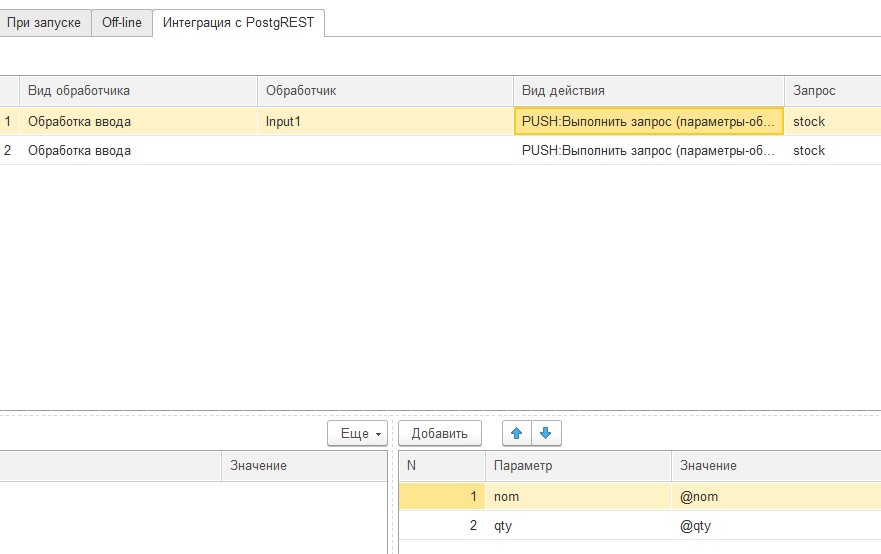 При запуске Off-line Интеграция с PostgREST
Вид обработчика Обработчик Вид действия Запрос
1 Обработка ввода Input1 PUSH:Выполнить запрос (параметры-об... stock
2 Обработка ввода PUSH:Выполнить запрос (параметры-об... stock
Еще Добавить
Значение N Параметр Значение
1 nom @nom
2 qty @qty